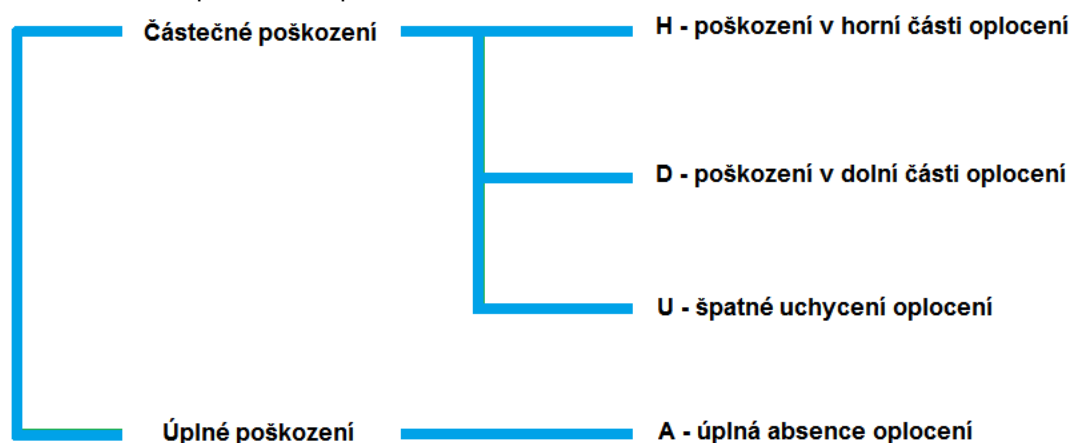 Částečné poškození
H - poškození v horní části oplocení
D - poškození v dolní části oplocení
U - špatné uchycení oplocení
Úplné poškození
A - úplná absence oplocení